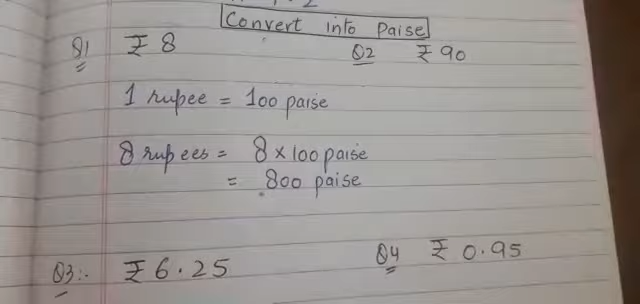 Convert into Paise
Q1 ₹ 8
Q2 ₹ 90
1 rupee = 100 paise
8 rupees = 8 × 100 paise
= 800 paise
Q3:- ₹ 6.25
Q4 ₹ 0.95